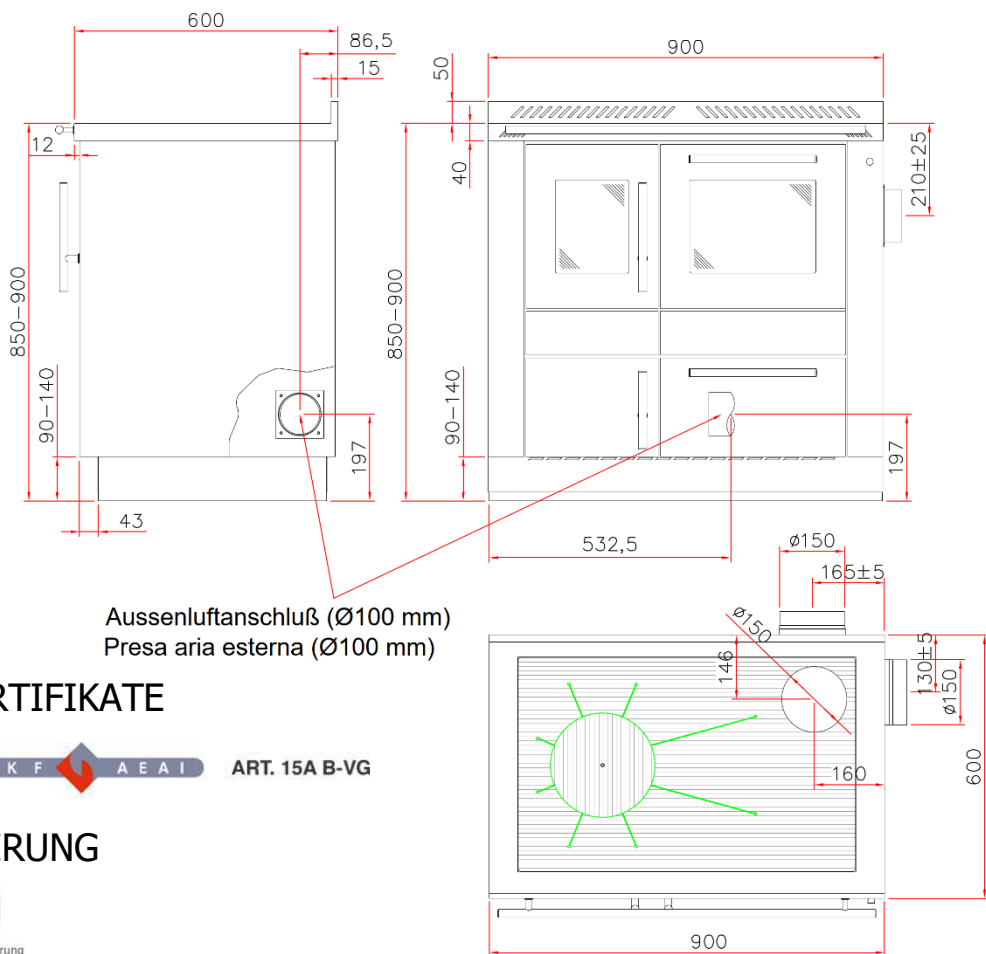 600
86,5
15
12
850-900
90-140
43
197
900
50
40
210±25
850-900
90-140
197
532,5
Aussenluftanschluß (Ø100 mm)
Presa aria esterna (Ø100 mm)
ø150
165±5
ø150
146
130±5
ø150
160
600
900
RTIFIKATE
K F AEAI ART. 15A B-VG
ERUNG
rung